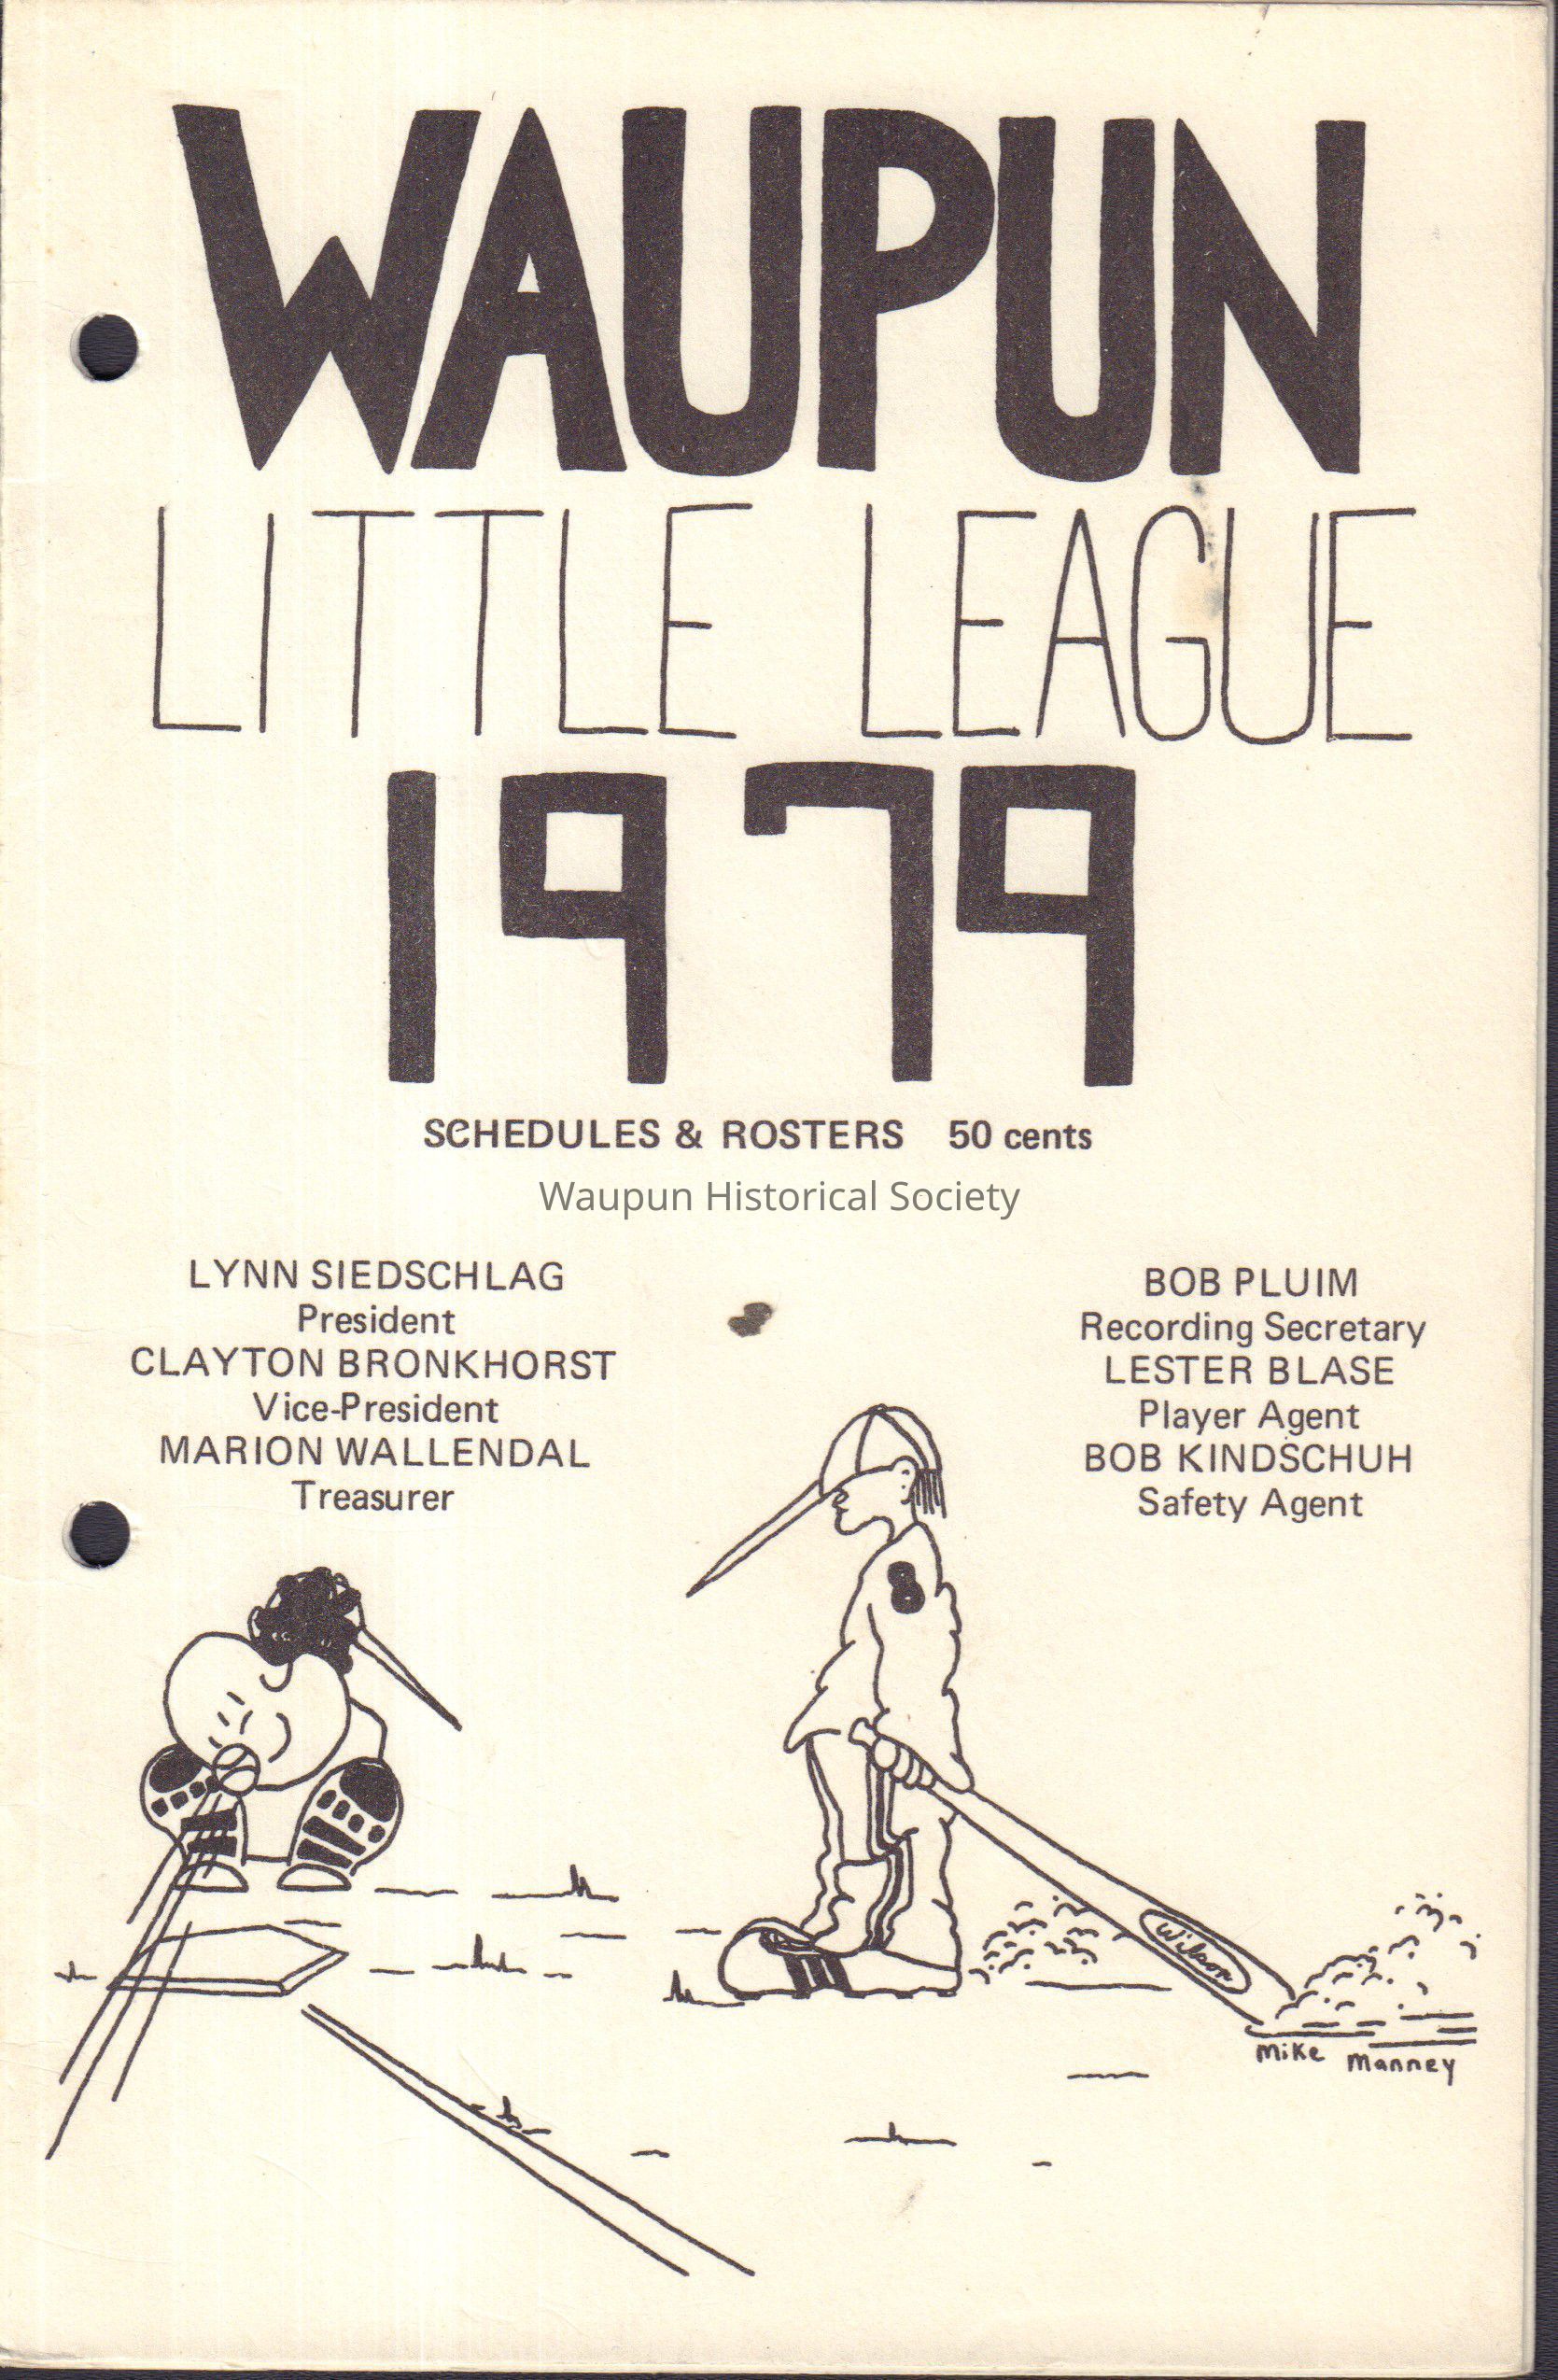 WAUPUN
LITTLE LEAGUE
1979
SCHEDULES & ROSTERS 50 cents
Waupun Historical Society
LYNN SIEDSCHLAG
President
CLAYTON BRONKHORST
Vice-President
MARION WALLENDAL
Treasurer
BOB PLUIM
Recording Secretary
LESTER BLASE
Player Agent
BOB KINDSCHUH
Safety Agent
8
Wilson
Mike Manney